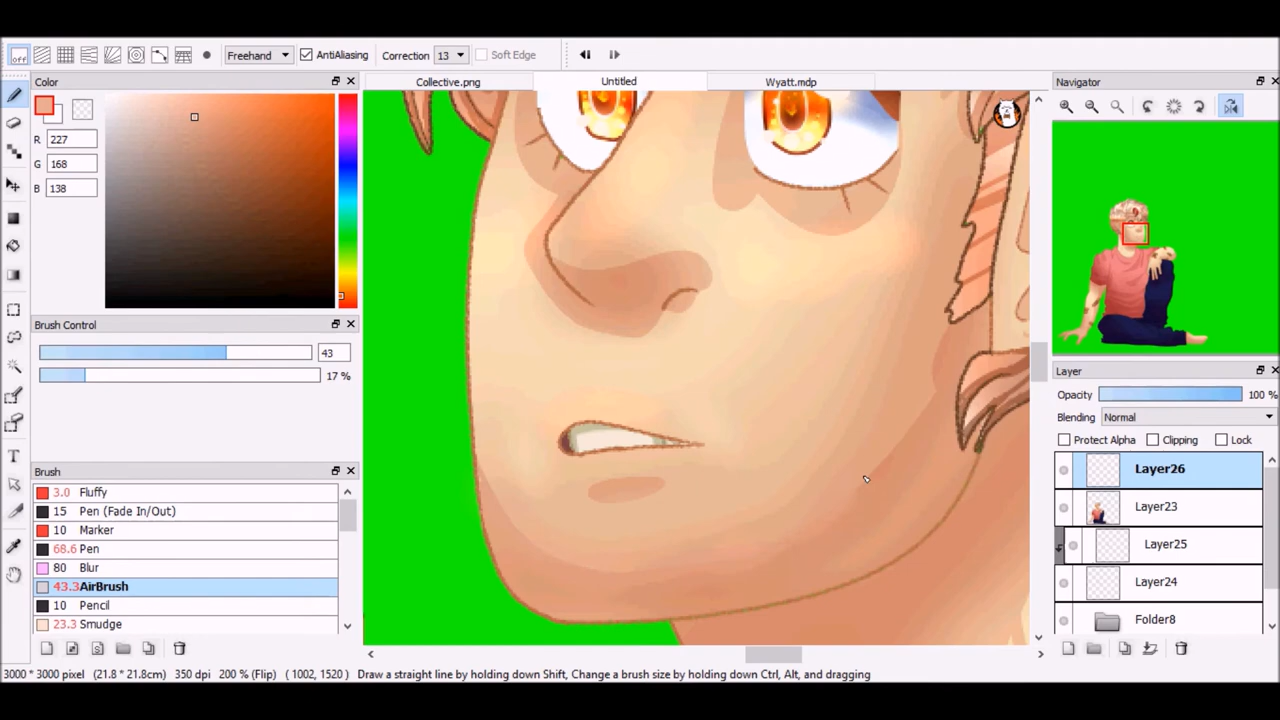 off Freehand AntiAliasing Correction 13 Soft Edge
Color
Collective.png Untitled Wyatt.mdp
Navigator
R 227
G 168
B 138
Brush Control
43
17 %
Layer
Opacity 100 %
Blending Normal
Protect Alpha Clipping Lock
Layer26
Layer23
Layer25
Layer24
Folder8
Brush
3.0 Fluffy
15 Pen (Fade In/Out)
10 Marker
68.6 Pen
80 Blur
43.3 AirBrush
10 Pencil
23.3 Smudge
T
3000 * 3000 pixel (21.8 * 21.8cm) 350 dpi 200 % (Flip) ( 1002, 1520 ) Draw a straight line by holding down Shift, Change a brush size by holding down Ctrl, Alt, and dragging